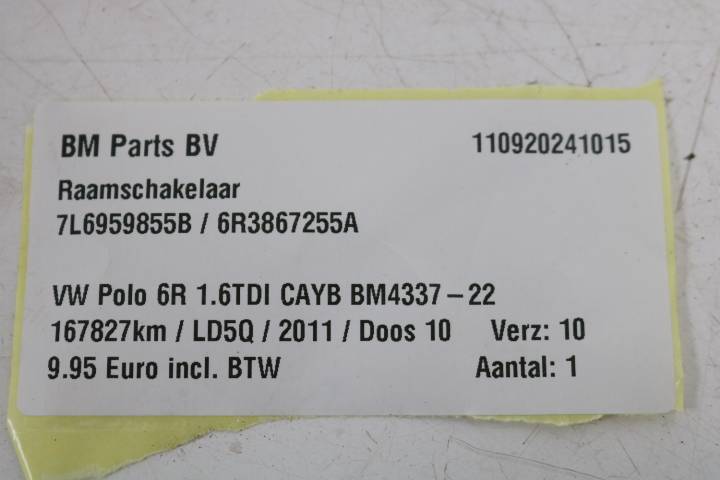 BM Parts BV 110920241015
Raamschakelaar
7L6959855B / 6R3867255A
VW Polo 6R 1.6TDI CAYB BM4337-22
167827km / LD5Q / 2011 / Doos 10 Verz: 10
9.95 Euro incl. BTW Aantal: 1